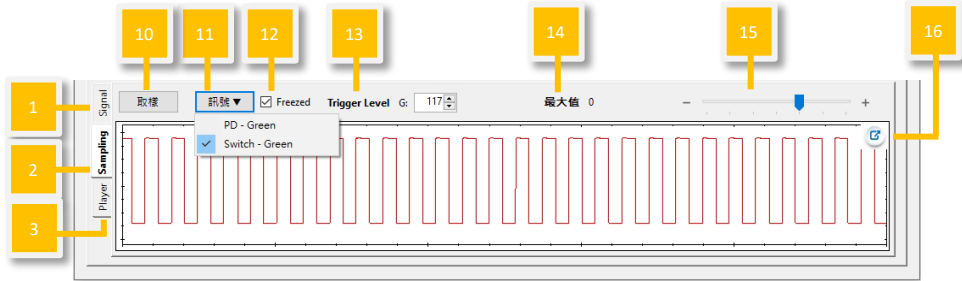 10
11
12
13
14
15
16
1
2
3
Signal
Sampling
Player
取樣
訊號▼
Freezed
Trigger Level G: 117
最大值 0
− +
PD - Green
Switch - Green